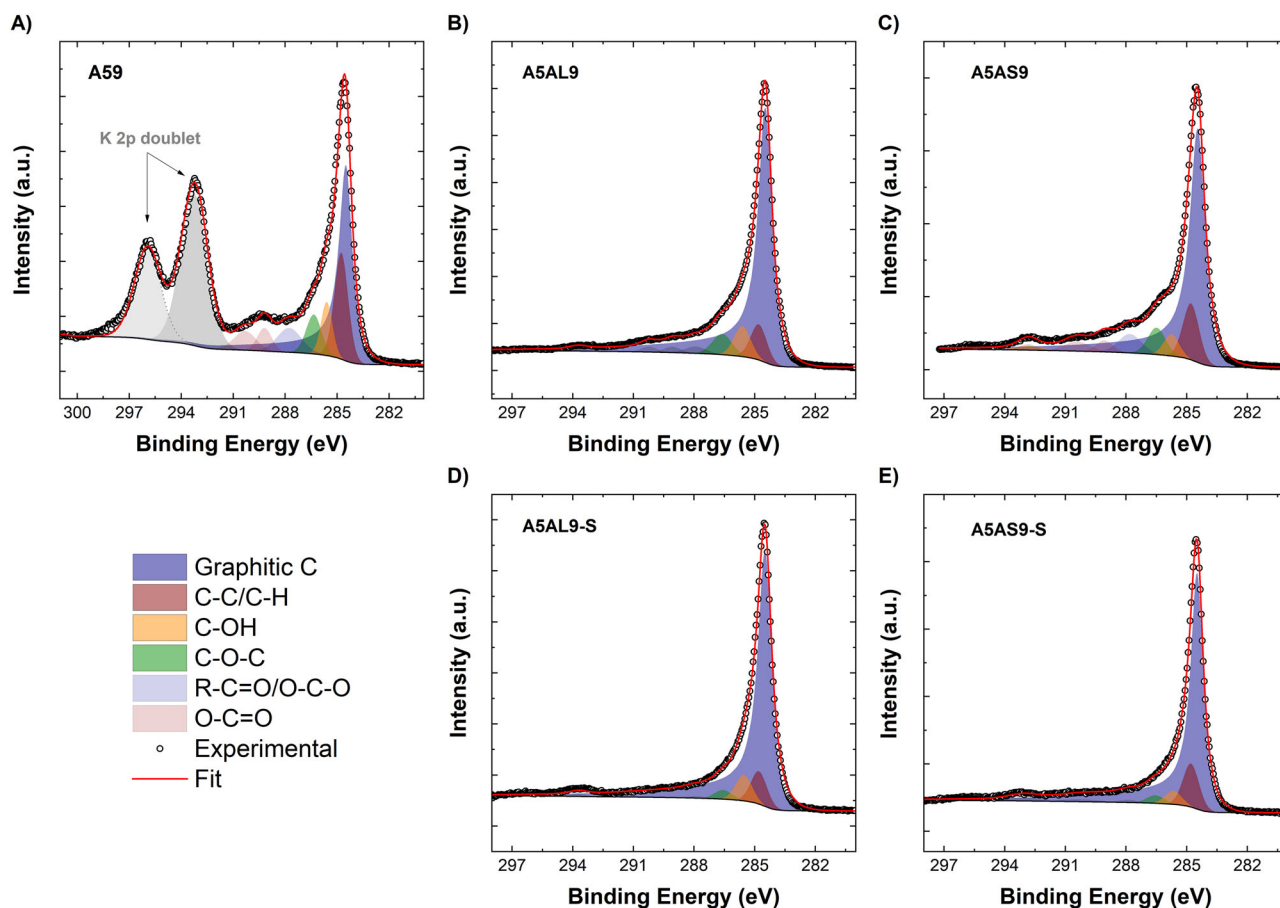 A)
A59
K 2p doublet
Intensity (a.u.)
300 297 294 291 288 285 282
Binding Energy (eV)
B)
A5AL9
Intensity (a.u.)
297 294 291 288 285 282
Binding Energy (eV)
C)
A5AS9
Intensity (a.u.)
297 294 291 288 285 282
Binding Energy (eV)
Graphitic C
C-C/C-H
C-OH
C-O-C
R-C=O/O-C-O
O-C=O
Experimental
Fit
D)
A5AL9-S
Intensity (a.u.)
297 294 291 288 285 282
Binding Energy (eV)
E)
A5AS9-S
Intensity (a.u.)
297 294 291 288 285 282
Binding Energy (eV)